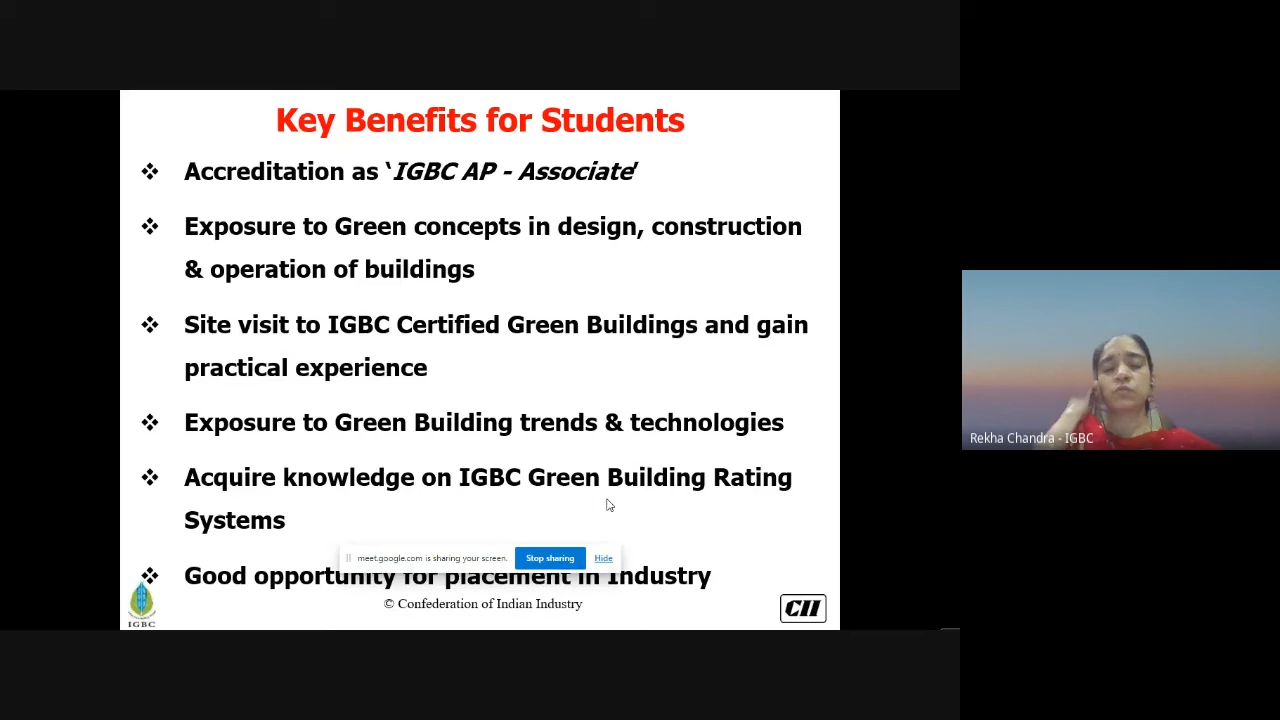 Key Benefits for Students
❖ Accreditation as ‘IGBC AP - Associate’
❖ Exposure to Green concepts in design, construction
& operation of buildings
❖ Site visit to IGBC Certified Green Buildings and gain
practical experience
❖ Exposure to Green Building trends & technologies
❖ Acquire knowledge on IGBC Green Building Rating
Systems
meet.google.com is sharing your screen. Stop sharing Hide
❖ Good opportunity for placement in Industry
© Confederation of Indian Industry
IGBC
CII
Rekha Chandra - IGBC